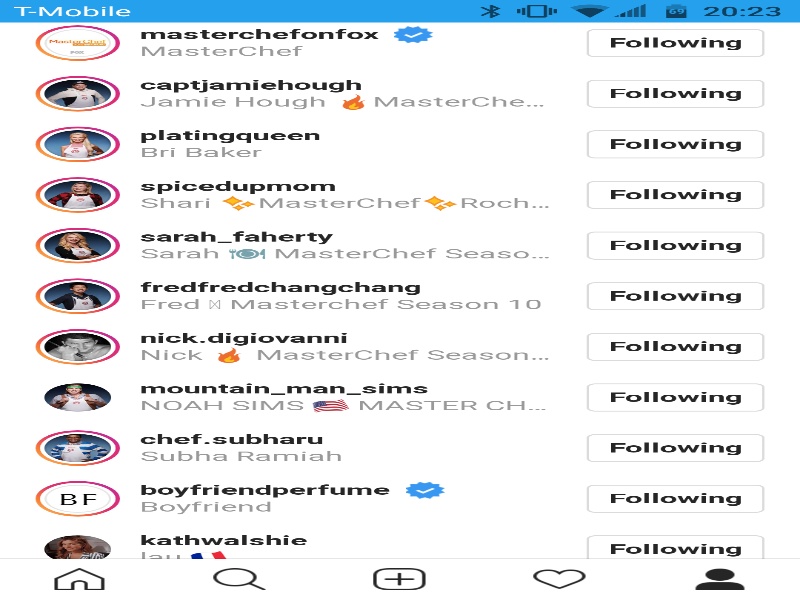 T-Mobile 69 20:23
masterchefonfox
MasterChef
Following
captjamiehough
Jamie Hough 🔥 MasterChe...
Following
platingqueen
Bri Baker
Following
spicedupmom
Shari ✨MasterChef✨Roch...
Following
sarah_faherty
Sarah 🍽 MasterChef Seaso...
Following
fredfredchangchang
Fred Masterchef Season 10
Following
nick.digiovanni
Nick 🔥 MasterChef Season...
Following
mountain_man_sims
NOAH SIMS 🇺🇸 MASTER CH...
Following
chef.subharu
Subha Ramiah
Following
BF
boyfriendperfume
Boyfriend
Following
kathwalshie
Following